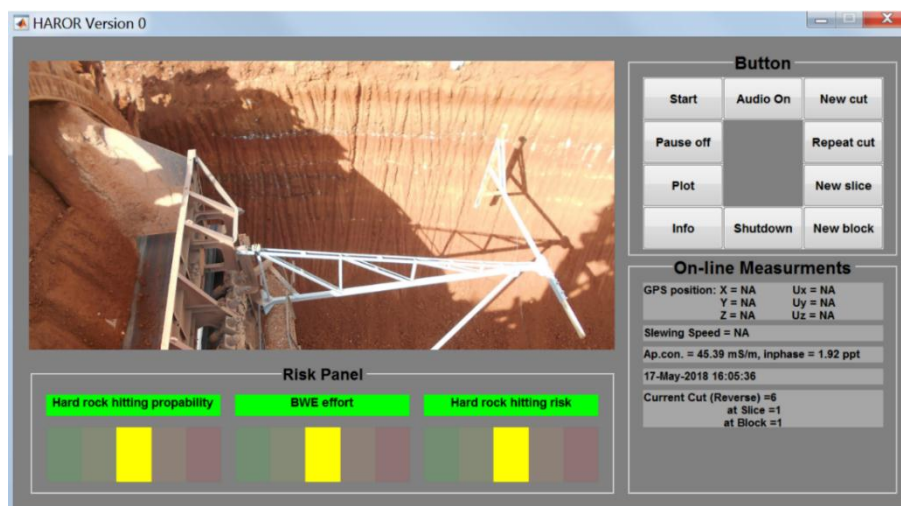 HAROR Version 0
Button
Start Audio On New cut
Pause off Repeat cut
Plot New slice
Info Shutdown New block
On-line Measurments
GPS position: X = NA Ux = NA
Y = NA Uy = NA
Z = NA Uz = NA
Slewing Speed = NA
Ap.con. = 45.39 mS/m, inphase = 1.92 ppt
17-May-2018 16:05:36
Current Cut (Reverse) =6
at Slice =1
at Block =1
Risk Panel
Hard rock hitting propability BWE effort Hard rock hitting risk